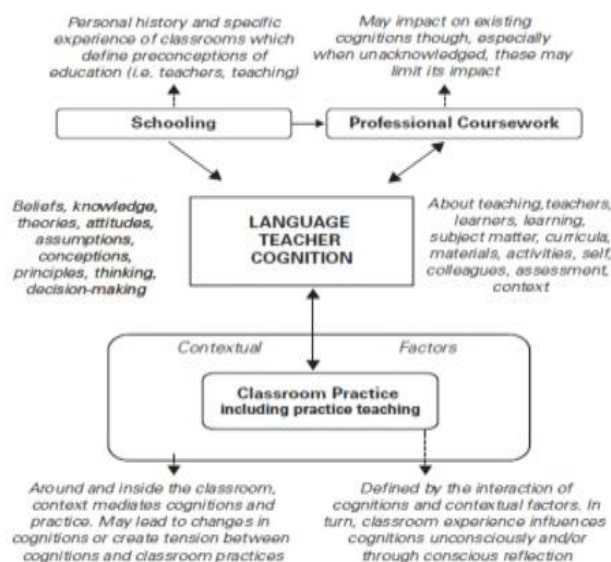 Personal history and specific
experience of classrooms which
define preconceptions of
education (i.e. teachers, teaching)
May impact on existing
cognitions though, especially
when unacknowledged, these may
limit its impact
Schooling
Professional Coursework
Beliefs, knowledge,
theories, attitudes,
assumptions,
conceptions,
principles, thinking,
decision-making
LANGUAGE
TEACHER
COGNITION
About teaching, teachers,
learners, learning,
subject matter, curricula,
materials, activities, self,
colleagues, assessment,
context
Contextual Factors
Classroom Practice
including practice teaching
Around and inside the classroom,
context mediates cognitions and
practice. May lead to changes in
cognitions or create tension between
cognitions and classroom practices
Defined by the interaction of
cognitions and contextual factors. In
turn, classroom experience influences
cognitions unconsciously and/or
through conscious reflection